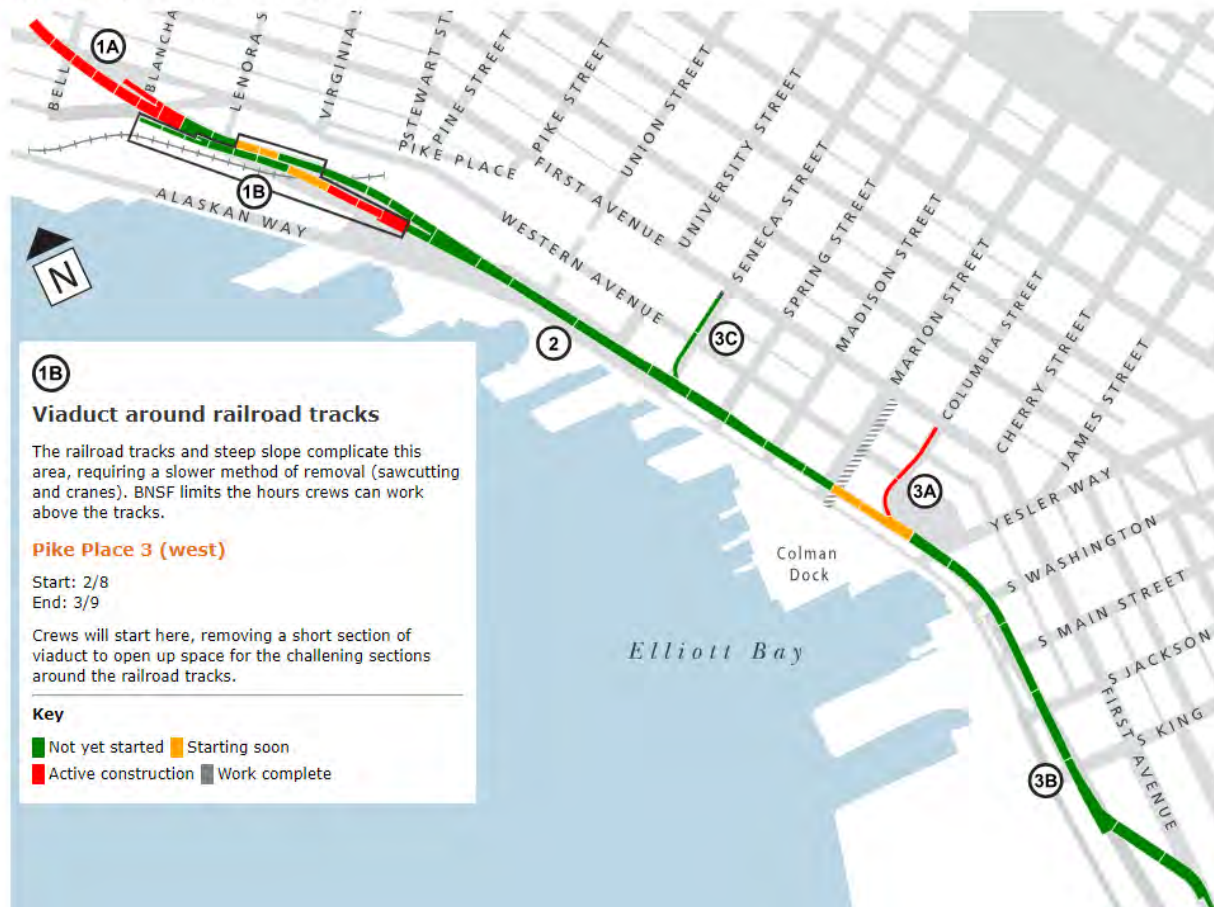 1A
BELL
BLANCHA
LENORA S
VIRGINIA
STEWART ST
PINE STREET
PIKE STREET
UNION STREET
UNIVERSITY STREET
SENECA STREET
SPRING STREET
MADISON STREET
MARION STREET
COLUMBIA STREET
CHERRY STREET
JAMES STREET
PIKE PLACE
FIRST AVENUE
WESTERN AVENUE
1B
ALASKAN WAY
N
2
3C
3A
YESLER WAY
S WASHINGTON
S MAIN STREET
S JACKSON
S KING
FIRST AVENUE
3B
Colman
Dock
Elliott Bay
1B
Viaduct around railroad tracks
The railroad tracks and steep slope complicate this
area, requiring a slower method of removal (sawcutting
and cranes). BNSF limits the hours crews can work
above the tracks.
Pike Place 3 (west)
Start: 2/8
End: 3/9
Crews will start here, removing a short section of
viaduct to open up space for the challening sections
around the railroad tracks.
Key
Not yet started Starting soon
Active construction Work complete